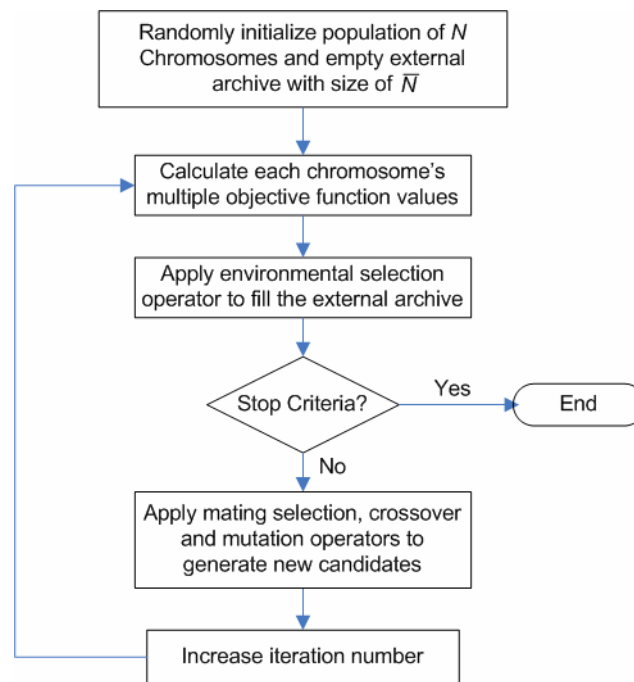 Randomly initialize population of N
Chromosomes and empty external
archive with size of N̅
Calculate each chromosome's
multiple objective function values
Apply environmental selection
operator to fill the external archive
Stop Criteria?
Yes
End
No
Apply mating selection, crossover
and mutation operators to
generate new candidates
Increase iteration number